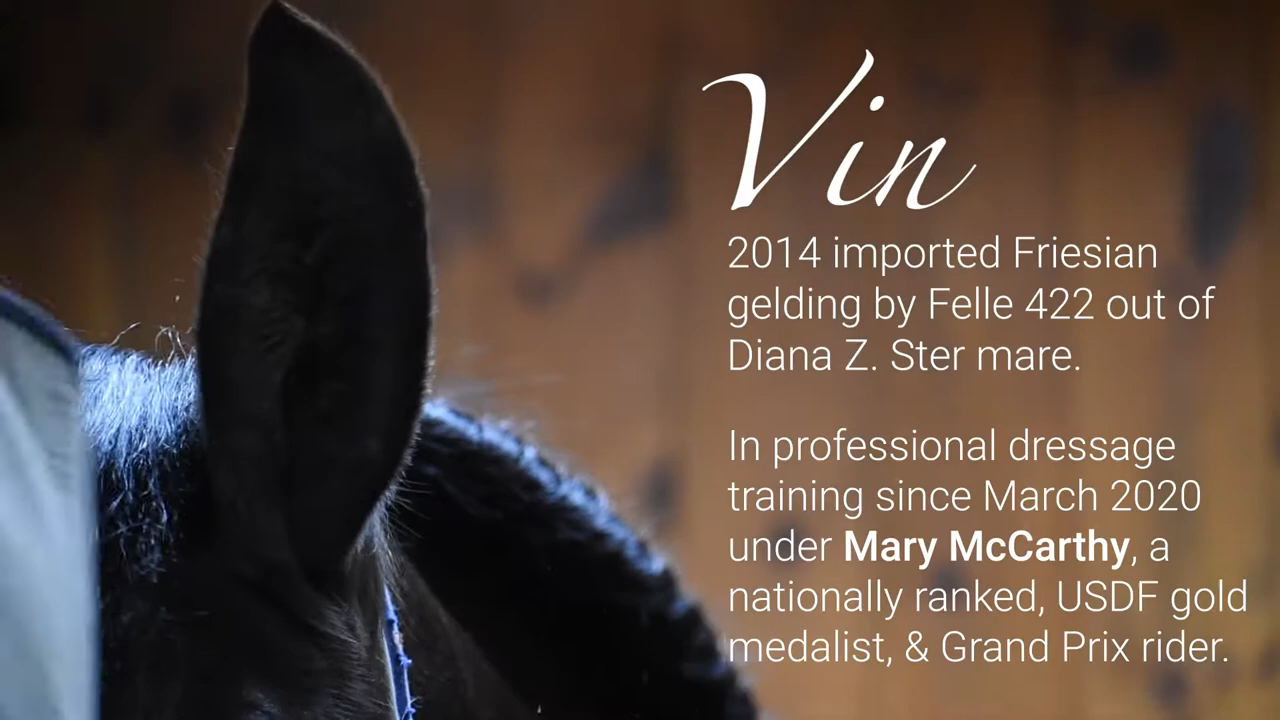 Vin
2014 imported Friesian
gelding by Felle 422 out of
Diana Z. Ster mare.
In professional dressage
training since March 2020
under Mary McCarthy, a
nationally ranked, USDF gold
medalist, & Grand Prix rider.